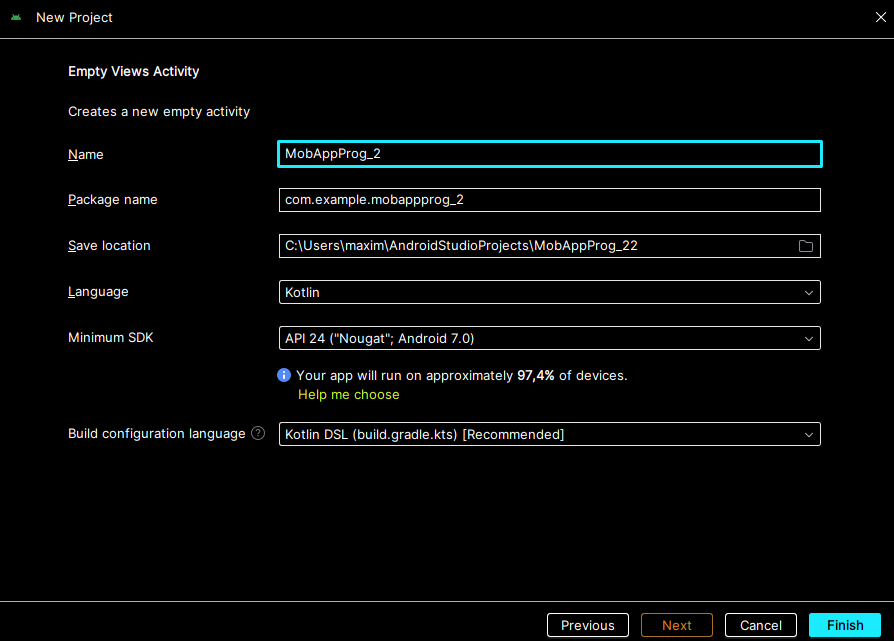 New Project
Empty Views Activity
Creates a new empty activity
Name MobAppProg_2
Package name com.example.mobappprog_2
Save location C:\Users\maxim\AndroidStudioProjects\MobAppProg_22
Language Kotlin
Minimum SDK API 24 ("Nougat"; Android 7.0)
Your app will run on approximately 97,4% of devices.
Help me choose
Build configuration language ? Kotlin DSL (build.gradle.kts) [Recommended]
Previous Next Cancel Finish